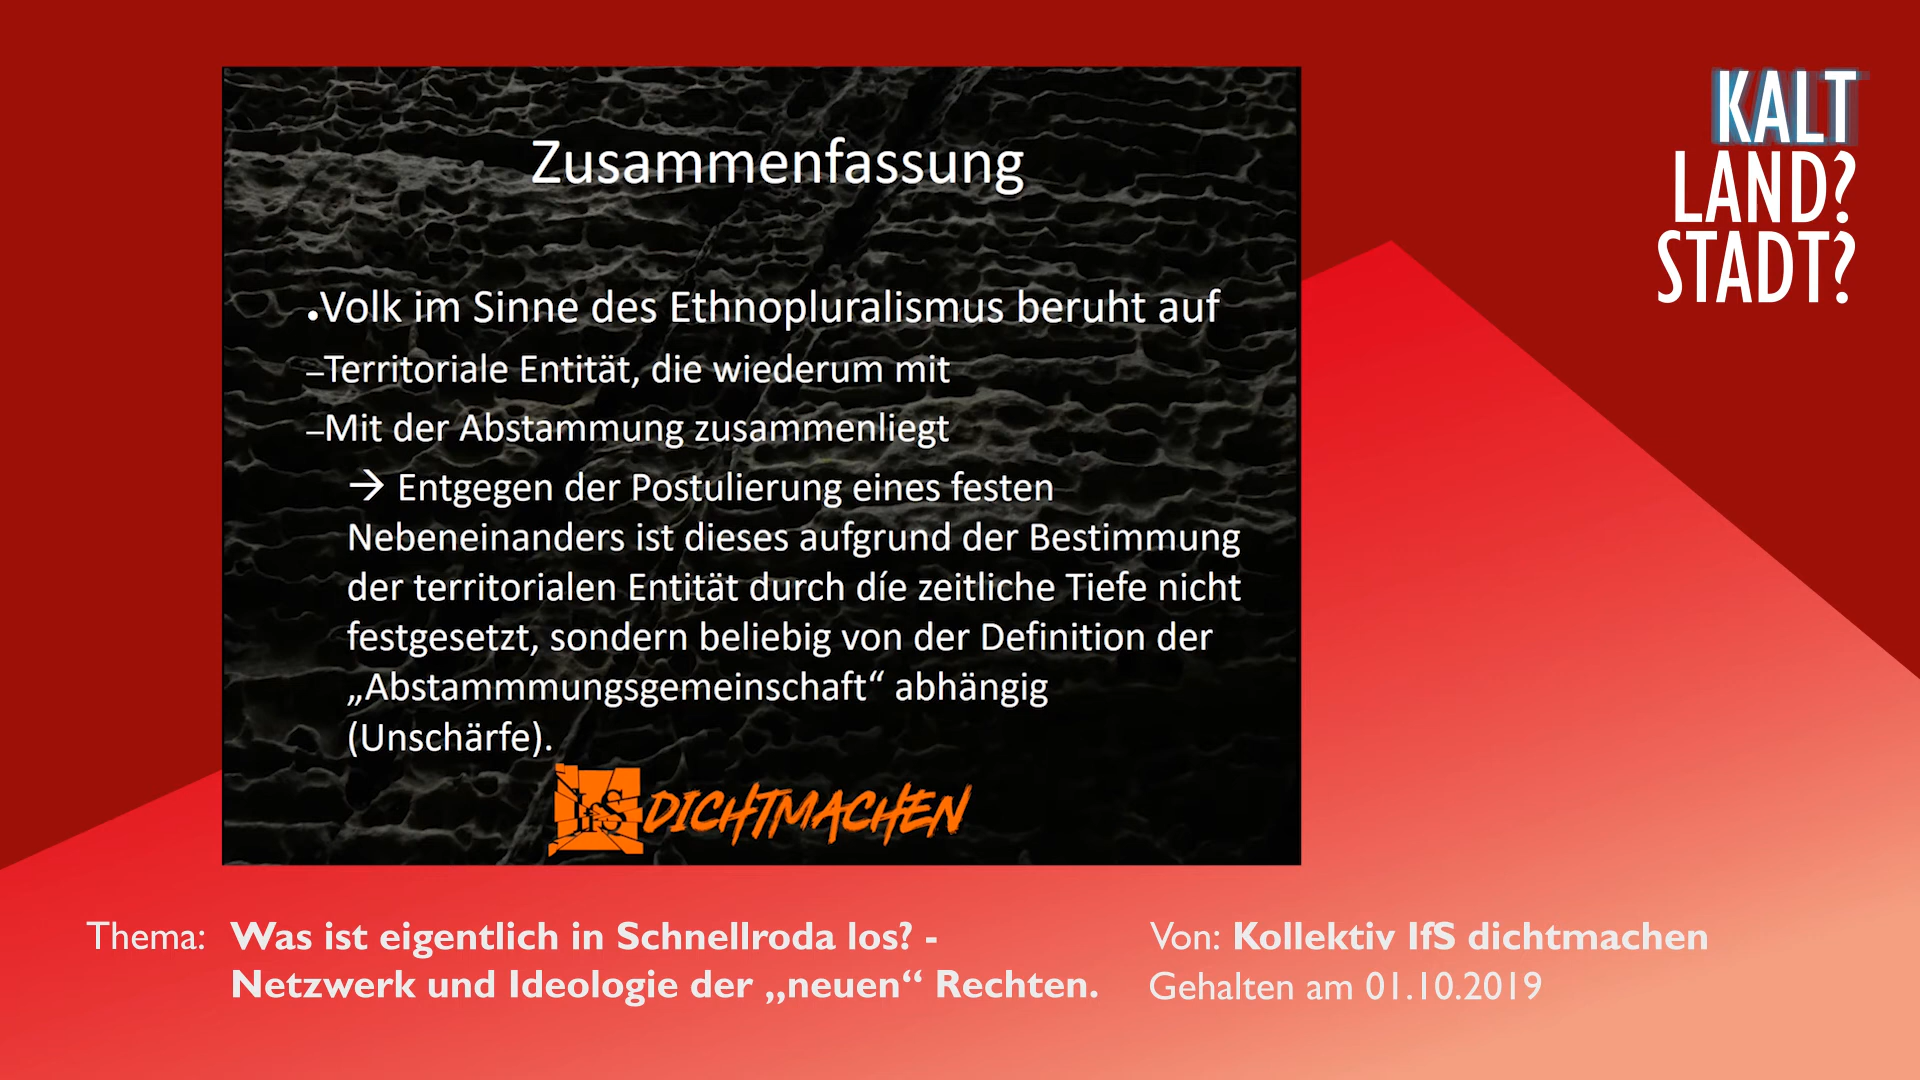 KALT
LAND?
STADT?
Zusammenfassung
•Volk im Sinne des Ethnopluralismus beruht auf
–Territoriale Entität, die wiederum mit
–Mit der Abstammung zusammenliegt
→ Entgegen der Postulierung eines festen
Nebeneinanders ist dieses aufgrund der Bestimmung
der territorialen Entität durch díe zeitliche Tiefe nicht
festgesetzt, sondern beliebig von der Definition der
„Abstammmungsgemeinschaft“ abhängig
(Unschärfe).
IfS DICHTMACHEN
Thema: Was ist eigentlich in Schnellroda los? -
Netzwerk und Ideologie der „neuen“ Rechten.
Von: Kollektiv IfS dichtmachen
Gehalten am 01.10.2019